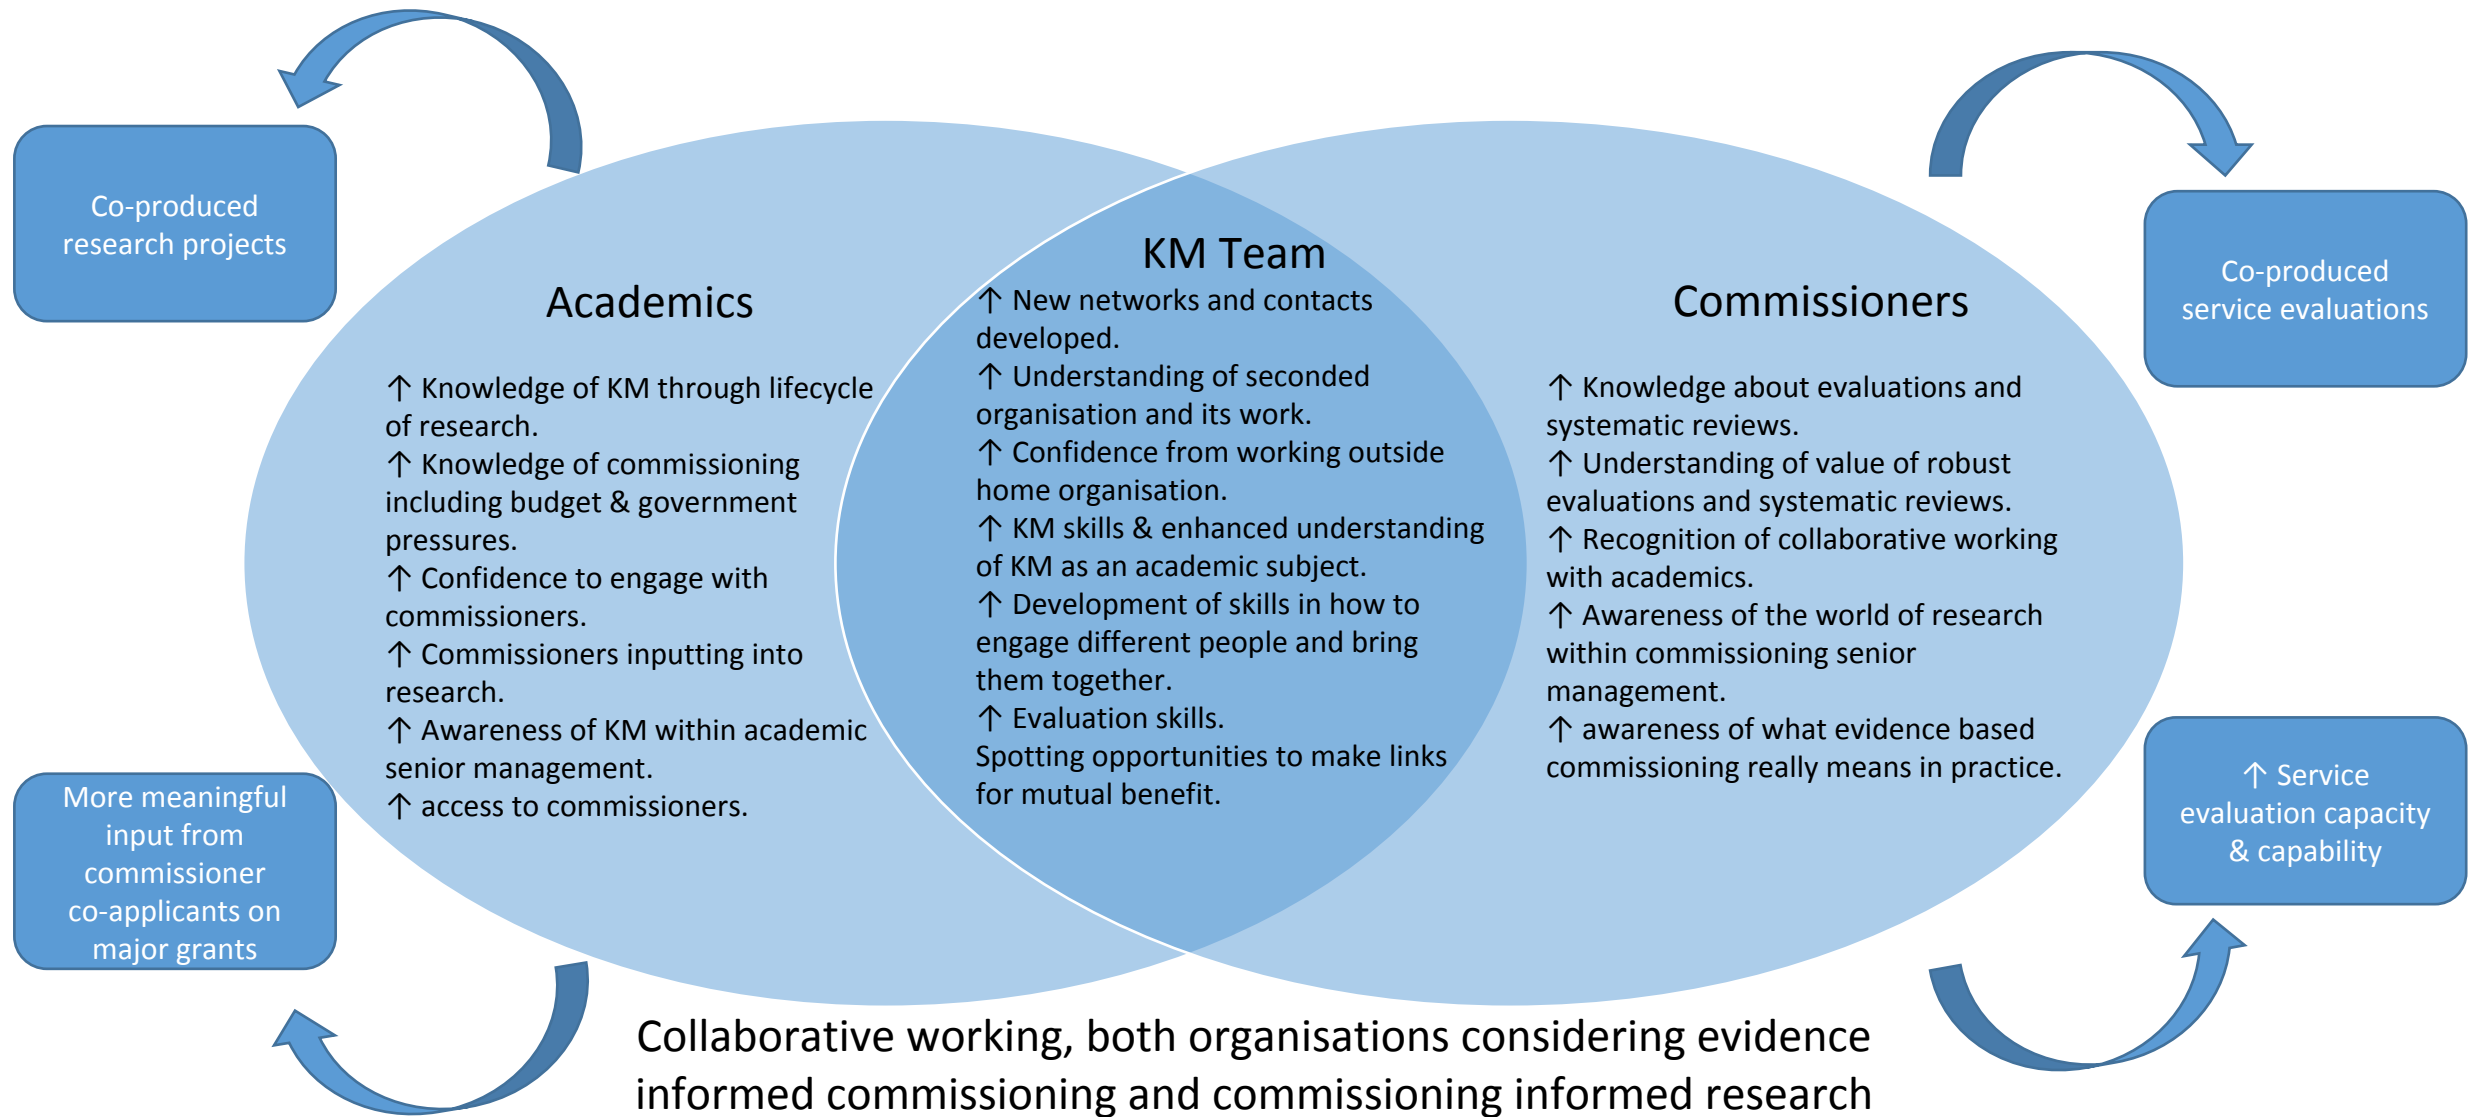 Co-produced
research projects
More meaningful
input from
commissioner
co-applicants on
major grants
Academics
↑ Knowledge of KM through lifecycle
of research.
↑ Knowledge of commissioning
including budget & government
pressures.
↑ Confidence to engage with
commissioners.
↑ Commissioners inputting into
research.
↑ Awareness of KM within academic
senior management.
↑ access to commissioners.
KM Team
↑ New networks and contacts
developed.
↑ Understanding of seconded
organisation and its work.
↑ Confidence from working outside
home organisation.
↑ KM skills & enhanced understanding
of KM as an academic subject.
↑ Development of skills in how to
engage different people and bring
them together.
↑ Evaluation skills.
Spotting opportunities to make links
for mutual benefit.
Commissioners
↑ Knowledge about evaluations and
systematic reviews.
↑ Understanding of value of robust
evaluations and systematic reviews.
↑ Recognition of collaborative working
with academics.
↑ Awareness of the world of research
within commissioning senior
management.
↑ awareness of what evidence based
commissioning really means in practice.
Co-produced
service evaluations
↑ Service
evaluation capacity
& capability
Collaborative working, both organisations considering evidence
informed commissioning and commissioning informed research